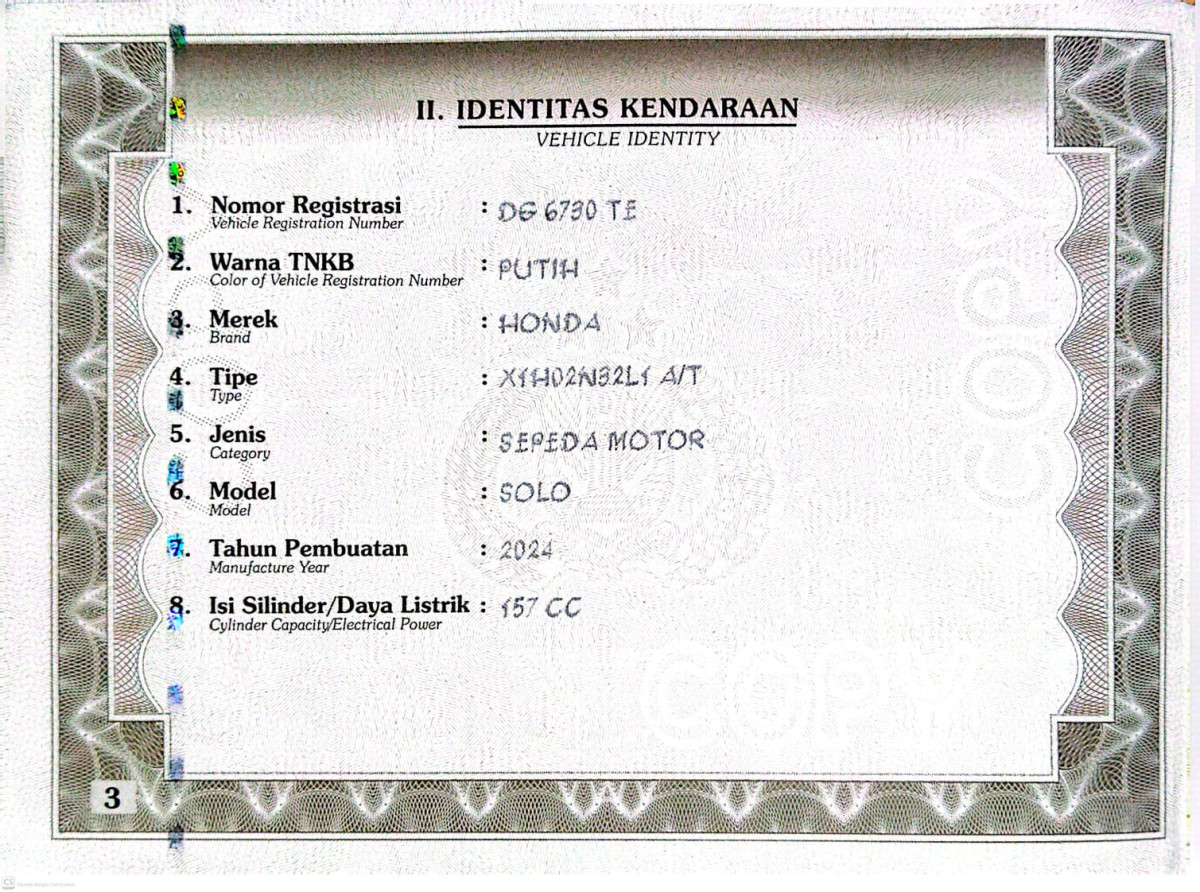 II. IDENTITAS KENDARAAN
VEHICLE IDENTITY
1. Nomor Registrasi : DG 6730 TE
Vehicle Registration Number
2. Warna TNKB : PUTIH
Color of Vehicle Registration Number
3. Merek : HONDA
Brand
4. Tipe : X1H02N32L1 A/T
Type
5. Jenis : SEPEDA MOTOR
Category
6. Model : SOLO
Model
7. Tahun Pembuatan : 2024
Manufacture Year
8. Isi Silinder/Daya Listrik : 157 CC
Cylinder Capacity/Electrical Power
COPY
COPY
3
CS